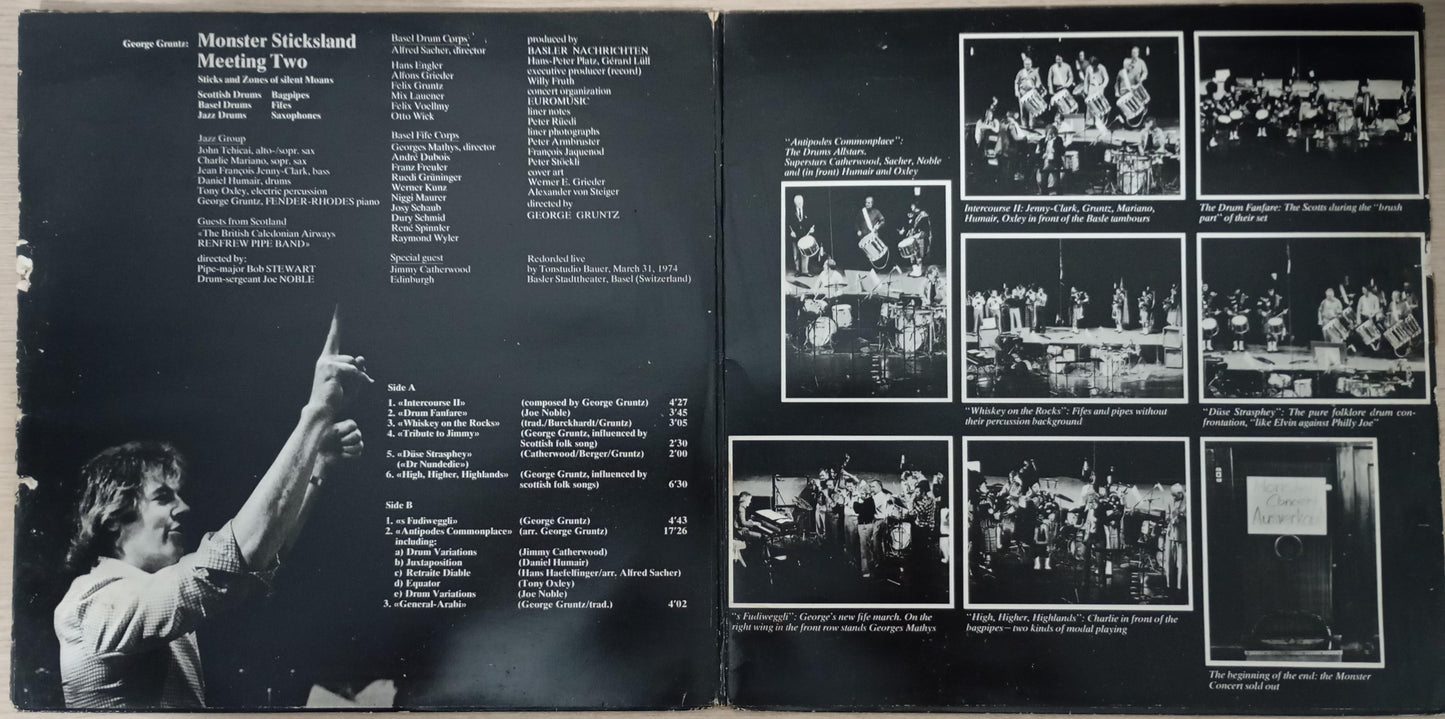 George Gruntz: Monster Sticksland
Meeting Two
Sticks and Zones of silent Moans
Scottish Drums Bagpipes
Basel Drums Fifes
Jazz Drums Saxophones
Jazz Group
John Tchicai, alto-/sopr. sax
Charlie Mariano, sopr. sax
Jean François Jenny-Clark, bass
Daniel Humair, drums
Tony Oxley, electric percussion
George Gruntz, FENDER-RHODES piano
Guests from Scotland
«The British Caledonian Airways
RENFREW PIPE BAND»
directed by:
Pipe-major Bob STEWART
Drum-sergeant Joe NOBLE
Basel Drum Corps
Alfred Sacher, director
Hans Engler
Alfons Grieder
Felix Gruntz
Mix Lauener
Felix Voellmy
Otto Wick
Basel Fife Corps
Georges Mathys, director
André Dubois
Franz Freuler
Ruedi Grüninger
Werner Kunz
Niggi Maurer
Josy Schaub
Dury Schmid
René Spinnler
Raymond Wyler
Special guest
Jimmy Catherwood
Edinburgh
produced by
BASLER NACHRICHTEN
Hans-Peter Platz, Gérard Lüll
executive producer (record)
Willy Fruth
concert organization
EUROMUSIC
liner notes
Peter Rüedi
liner photographs
Peter Armbruster
François Jaquenod
Peter Stöckli
cover art
Werner E. Grieder
Alexander von Steiger
directed by
GEORGE GRUNTZ
Redorded live
by Tonstudio Bauer, March 31, 1974
Basler Stadttheater, Basel (Switzerland)
Side A
1. «Intercourse II» (composed by George Gruntz) 4'27
2. «Drum Fanfare» (Joe Noble) 3'45
3. «Whiskey on the Rocks» (trad./Burckhardt/Gruntz) 3'05
4. «Tribute to Jimmy» (George Gruntz, influenced by
Scottish folk song) 2'30
5. «Düse Strasphey» (Catherwood/Berger/Gruntz) 2'00
(«Dr Nundedie»)
6. «High, Higher, Highlands» (George Gruntz, influenced by
scottish folk songs) 6'30
Side B
1. «s Fudiweggli» (George Gruntz) 4'43
2. «Antipodes Commonplace» (arr. George Gruntz) 17'26
including:
a) Drum Variations (Jimmy Catherwood)
b) Juxtaposition (Daniel Humair)
c) Retraite Diable (Hans Haefelfinger/arr. Alfred Sacher)
d) Equator (Tony Oxley)
e) Drum Variations (Joe Noble)
3. «General-Arabi» (George Gruntz/trad.) 4'02
"Antipodes Commonplace":
The Drums Allstars.
Superstars Catherwood, Sacher, Noble
and (in front) Humair and Oxley
Intercourse II: Jenny-Clark, Gruntz, Mariano,
Humair, Oxley in front of the Basle tambours
The Drum Fanfare: The Scotts during the "brush
part" of their set
"Whiskey on the Rocks": Fifes and pipes without
their percussion background
"Düse Strasphey": The pure folklore drum con-
frontation, "like Elvin against Philly Joe"
"s Fudiweggli": George's new fife march. On the
right wing in the front row stands Georges Mathys
"High, Higher, Highlands": Charlie in front of the
bagpipes – two kinds of modal playing
Concert
The beginning of the end: the Monster
Concert sold out